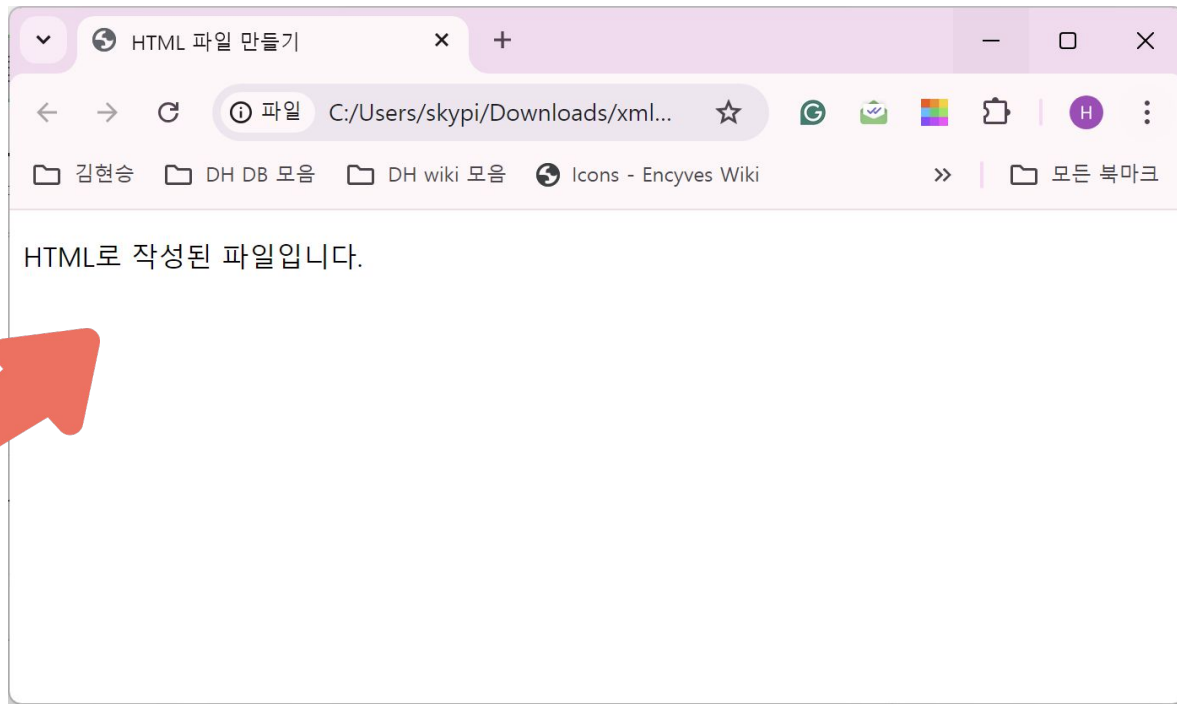 HTML 파일 만들기
파일 C:/Users/skypi/Downloads/xml... H
김현승 DH DB 모음 DH wiki 모음 Icons - Encyves Wiki 모든 북마크
HTML로 작성된 파일입니다.